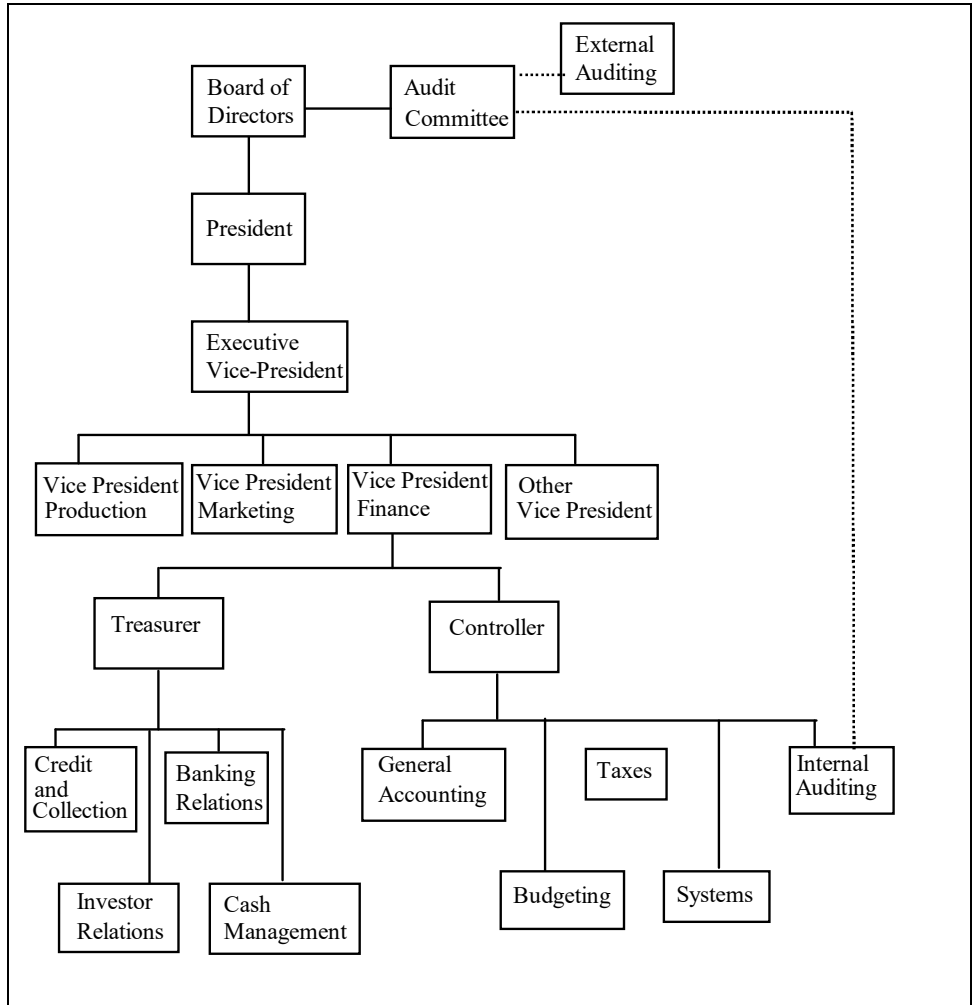 External
Auditing
Board of
Directors
Audit
Committee
President
Executive
Vice-President
Vice President
Production
Vice President
Marketing
Vice President
Finance
Other
Vice President
Treasurer
Controller
Credit
and
Collection
Banking
Relations
General
Accounting
Taxes
Internal
Auditing
Investor
Relations
Cash
Management
Budgeting
Systems